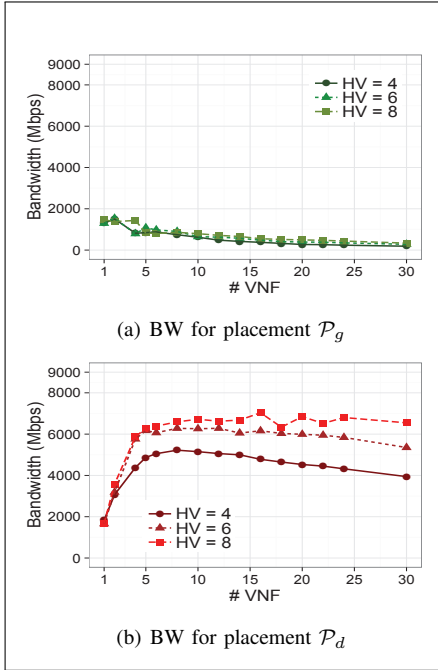 9000
8000
6000
4000
2000
0
Bandwidth (Mbps)
HV = 4
HV = 6
HV = 8
1 5 10 15 20 25 30
# VNF
(a) BW for placement 𝒫g
9000
8000
6000
4000
2000
0
Bandwidth (Mbps)
HV = 4
HV = 6
HV = 8
1 5 10 15 20 25 30
# VNF
(b) BW for placement 𝒫d